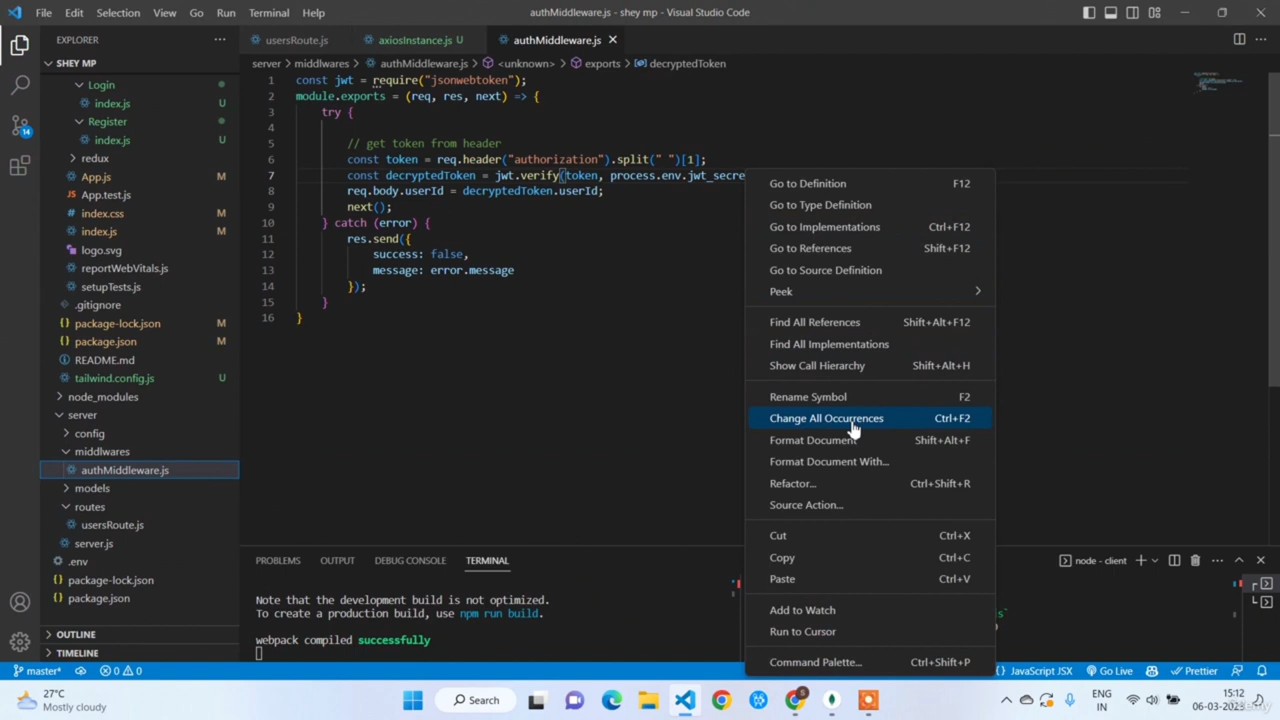 File Edit Selection View Go Run Terminal Help
authMiddleware.js - shey mp - Visual Studio Code
EXPLORER
SHEY MP
Login
index.js U
Register
index.js U
redux
App.js M
App.test.js
index.css M
index.js M
logo.svg
reportWebVitals.js
setupTests.js
.gitignore
package-lock.json M
package.json M
README.md
tailwind.config.js U
node_modules
server
config
middlwares
authMiddleware.js
models
routes
usersRoute.js
server.js
.env
package-lock.json
package.json
OUTLINE
TIMELINE
14
usersRoute.js
axiosInstance.js U
authMiddleware.js
server > middlwares > authMiddleware.js > <unknown> > exports > decryptedToken
1 const jwt = require("jsonwebtoken");
2 module.exports = (req, res, next) => {
3 try {
4
5 // get token from header
6 const token = req.header("authorization").split(" ")[1];
7 const decryptedToken = jwt.verify(token, process.env.jwt_secre
8 req.body.userId = decryptedToken.userId;
9 next();
10 } catch (error) {
11 res.send({
12 success: false,
13 message: error.message
14 });
15 }
16 }
Go to Definition F12
Go to Type Definition
Go to Implementations Ctrl+F12
Go to References Shift+F12
Go to Source Definition
Peek
Find All References Shift+Alt+F12
Find All Implementations
Show Call Hierarchy Shift+Alt+H
Rename Symbol F2
Change All Occurrences Ctrl+F2
Format Document Shift+Alt+F
Format Document With...
Refactor... Ctrl+Shift+R
Source Action...
Cut Ctrl+X
Copy Ctrl+C
Paste Ctrl+V
Add to Watch
Run to Cursor
Command Palette... Ctrl+Shift+P
PROBLEMS OUTPUT DEBUG CONSOLE TERMINAL
node - client
Note that the development build is not optimized.
To create a production build, use npm run build.
webpack compiled successfully
master* 0 0
JavaScript JSX Go Live Prettier
27°C
Mostly cloudy
Search
ENG
IN
15:12